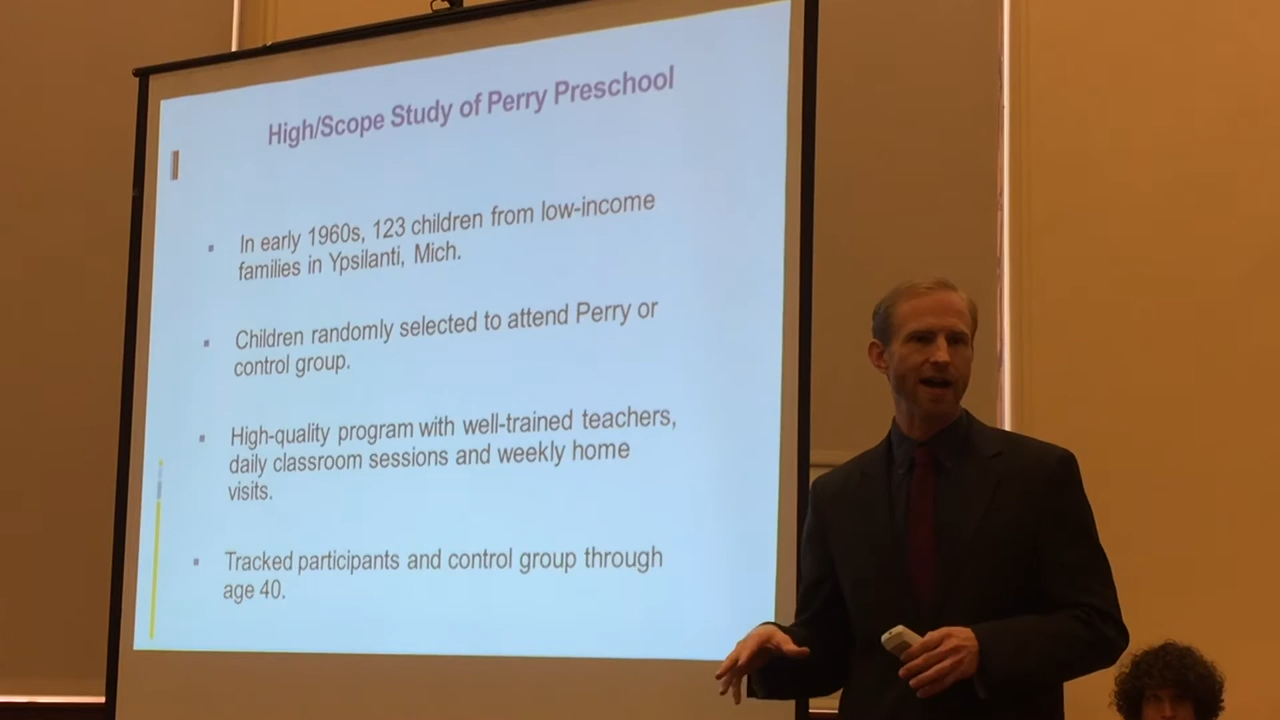 High/Scope Study of Perry Preschool
In early 1960s, 123 children from low-income
families in Ypsilanti, Mich.
Children randomly selected to attend Perry or
control group.
High-quality program with well-trained teachers,
daily classroom sessions and weekly home
visits.
Tracked participants and control group through
age 40.